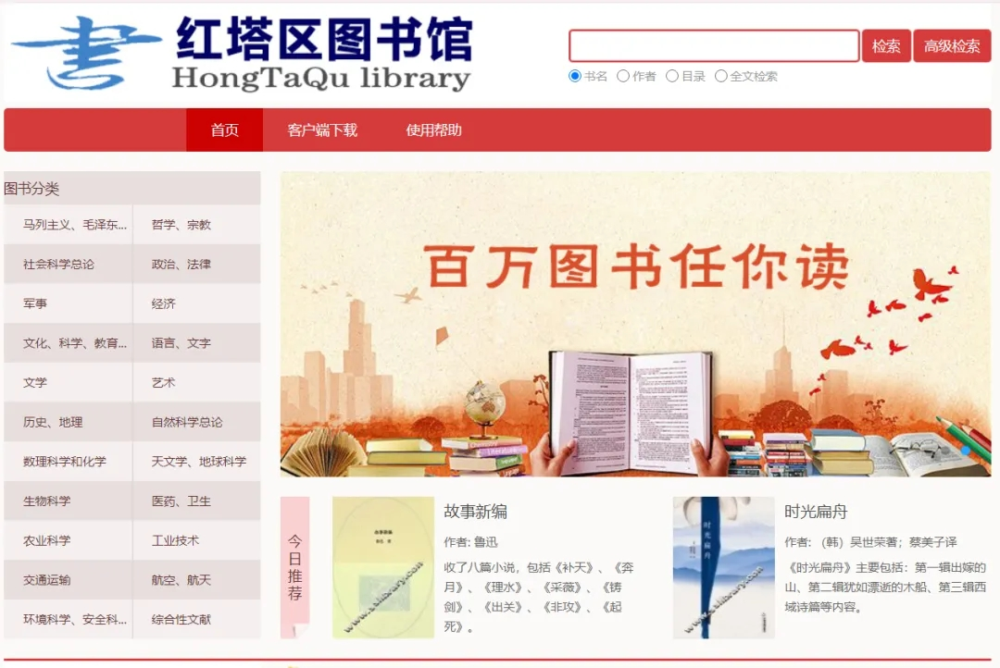 書
红塔区图书馆
HongTaQu library
检索
高级检索
书名
作者
目录
全文检索
首页
客户端下载
使用帮助
图书分类
马列主义、毛泽东...
哲学、宗教
社会科学总论
政治、法律
军事
经济
文化、科学、教育...
语言、文字
文学
艺术
历史、地理
自然科学总论
数理科学和化学
天文学、地球科学
生物科学
医药、卫生
农业科学
工业技术
交通运输
航空、航天
环境科学、安全科...
综合性文献
百万图书任你读
今日推荐
故事新编
故事新编
作者: 鲁迅
收了八篇小说，包括《补天》、《奔
月》、《理水》、《采薇》、《铸
剑》、《出关》、《非攻》、《起
死》。
时光扁舟
时光扁舟
作者: （韩）吴世荣著；蔡美子译
《时光扁舟》主要包括：第一辑出嫁的
山、第二辑犹如漂逝的木船、第三辑西
域诗篇等内容。